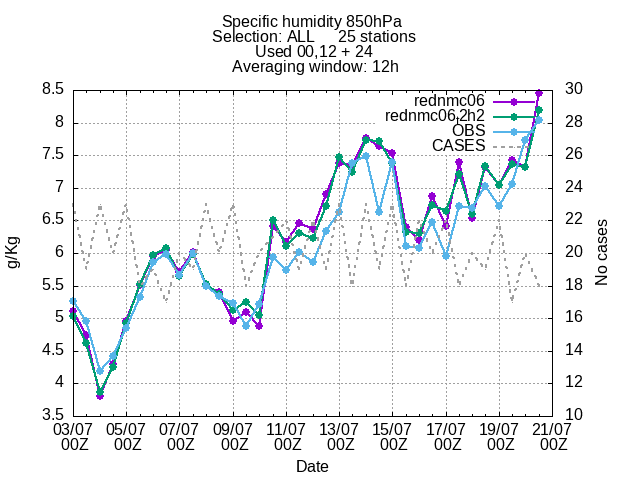 Specific humidity 850hPa
Selection: ALL 25 stations
Used 00,12 + 24
Averaging window: 12h
rednmc06
rednmc06,2h2
OBS
CASES
8.5
8
7.5
7
6.5
6
5.5
5
4.5
4
3.5
g/Kg
30
28
26
24
22
20
18
16
14
12
10
No cases
03/07 05/07 07/07 09/07 11/07 13/07 15/07 17/07 19/07 21/07
00Z 00Z 00Z 00Z 00Z 00Z 00Z 00Z 00Z 00Z
Date